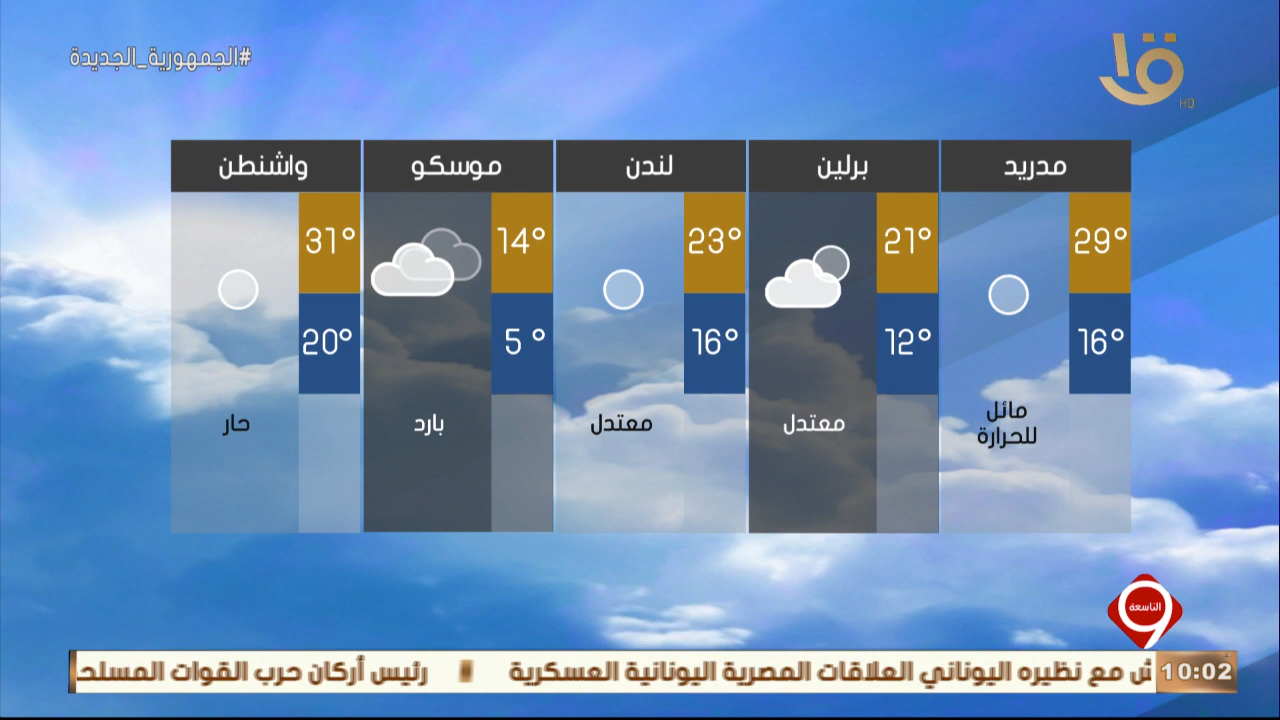 #الجمهورية_الجديدة
HD
مدريد
29°
16°
مائل
للحرارة
برلين
21°
12°
معتدل
لندن
23°
16°
معتدل
موسكو
14°
5°
بارد
واشنطن
31°
20°
حار
التاسعة
9
10:02
ش مع نظيره اليوناني العلاقات المصرية اليونانية العسكرية
رئيس أركان حرب القوات المسلحـ